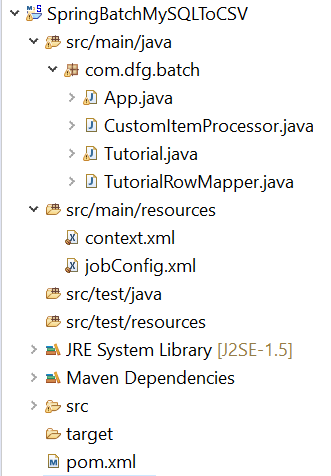 SpringBatchMySQLToCSV
src/main/java
com.dfg.batch
App.java
CustomItemProcessor.java
Tutorial.java
TutorialRowMapper.java
src/main/resources
context.xml
jobConfig.xml
src/test/java
src/test/resources
JRE System Library [J2SE-1.5]
Maven Dependencies
src
target
pom.xml